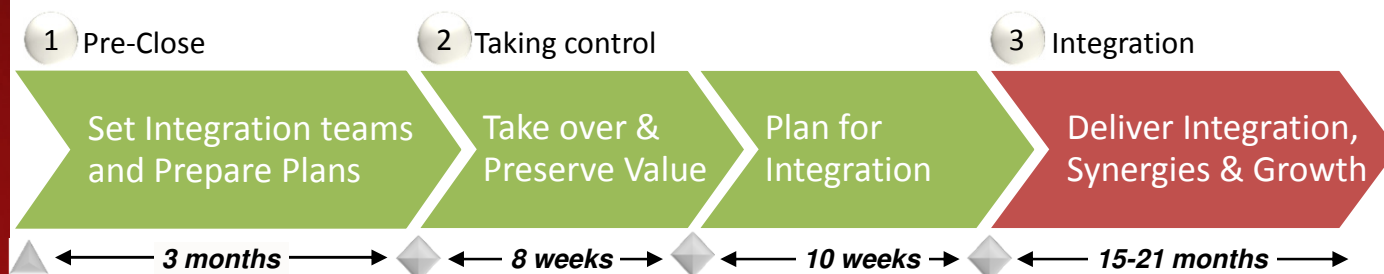 1 Pre-Close
2 Taking control
3 Integration
Set Integration teams
and Prepare Plans
Take over &
Preserve Value
Plan for
Integration
Deliver Integration,
Synergies & Growth
3 months
8 weeks
10 weeks
15-21 months